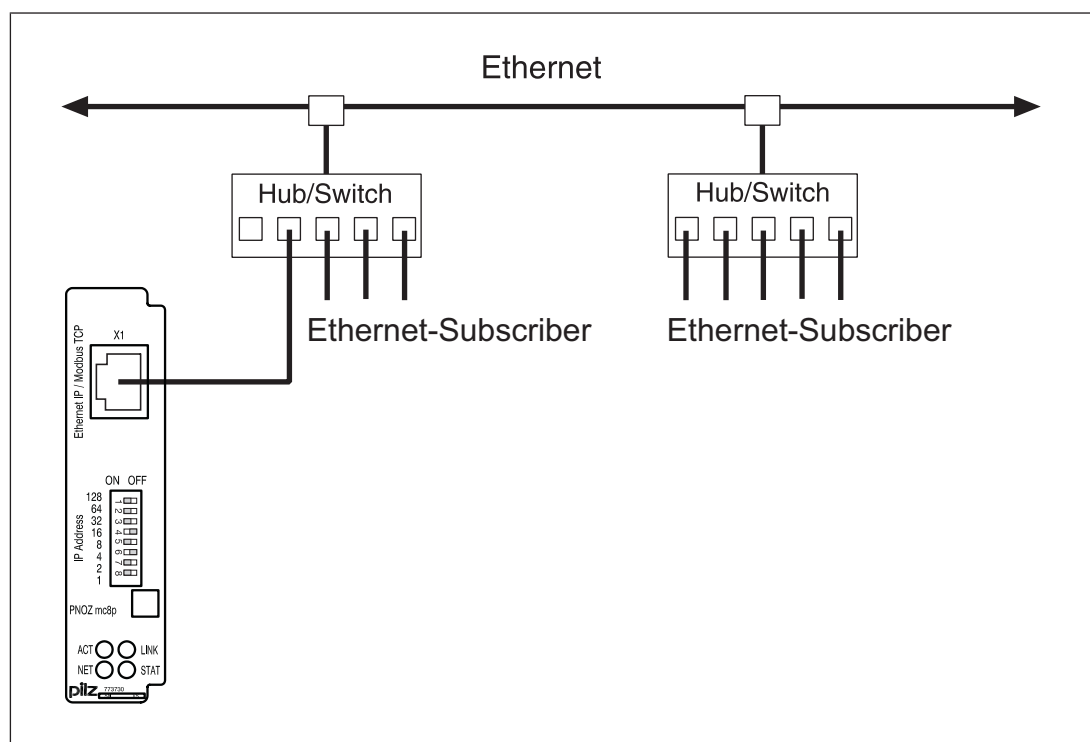 Ethernet
Hub/Switch
Hub/Switch
Ethernet-Subscriber
Ethernet-Subscriber
X1
Ethernet IP / Modbus TCP
ON OFF
128
64
32
16
8
4
2
1
IP Address
1
2
3
4
5
6
7
8
PNOZ mc8p
ACT LINK
NET STAT
pilz 773730